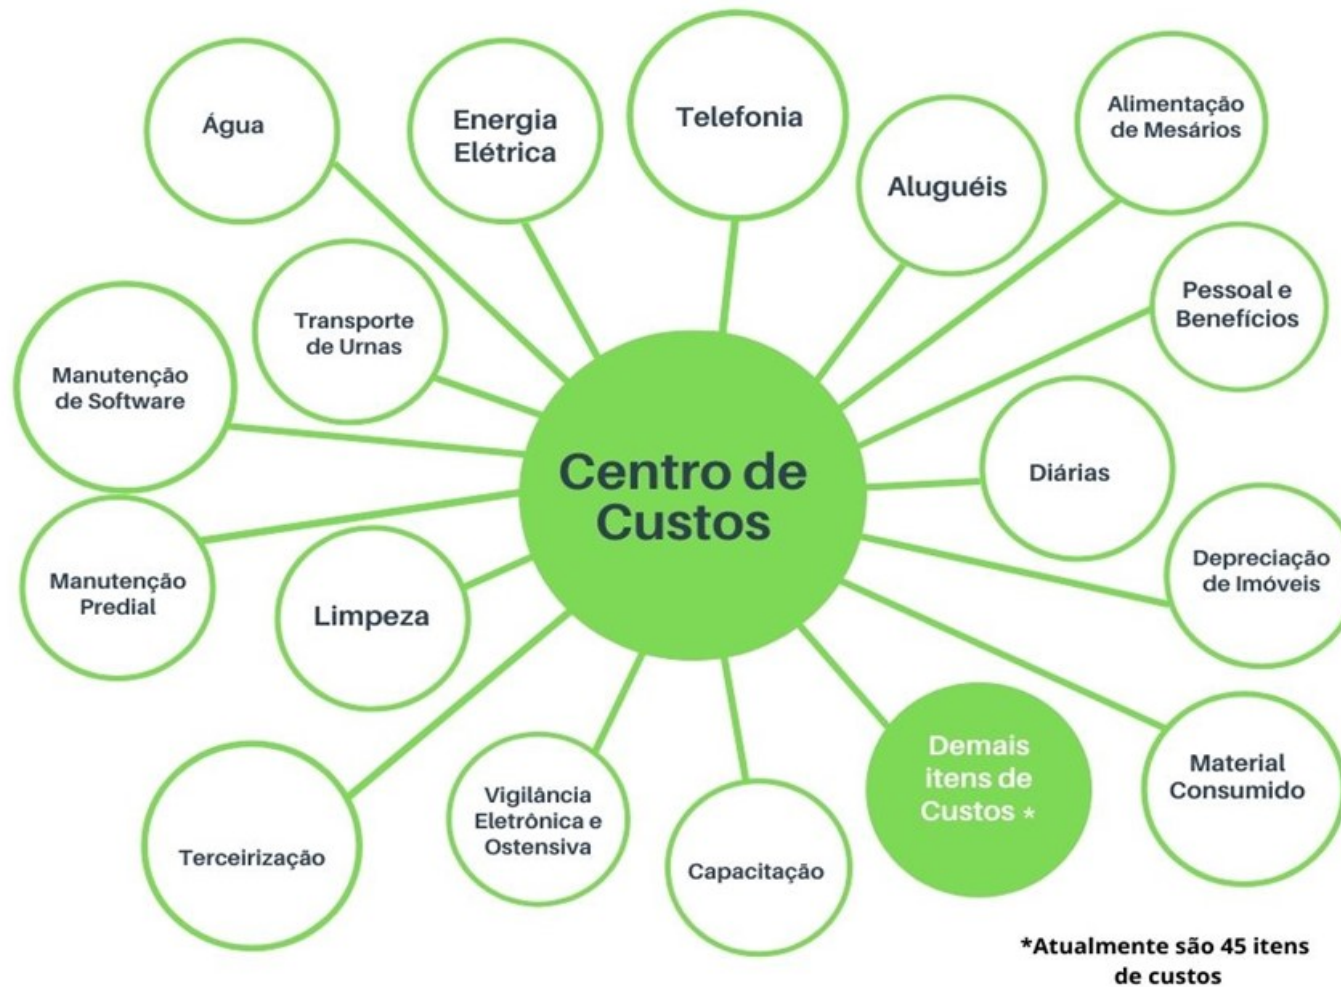 Água
Energia
Elétrica
Telefonia
Aluguéis
Alimentação
de Mesários
Transporte
de Urnas
Pessoal e
Benefícios
Manutenção
de Software
Centro de
Custos
Diárias
Manutenção
Predial
Limpeza
Depreciação
de Imóveis
Terceirização
Vigilância
Eletrônica e
Ostensiva
Capacitação
Demais
itens de
Custos *
Material
Consumido
*Atualmente são 45 itens
de custos